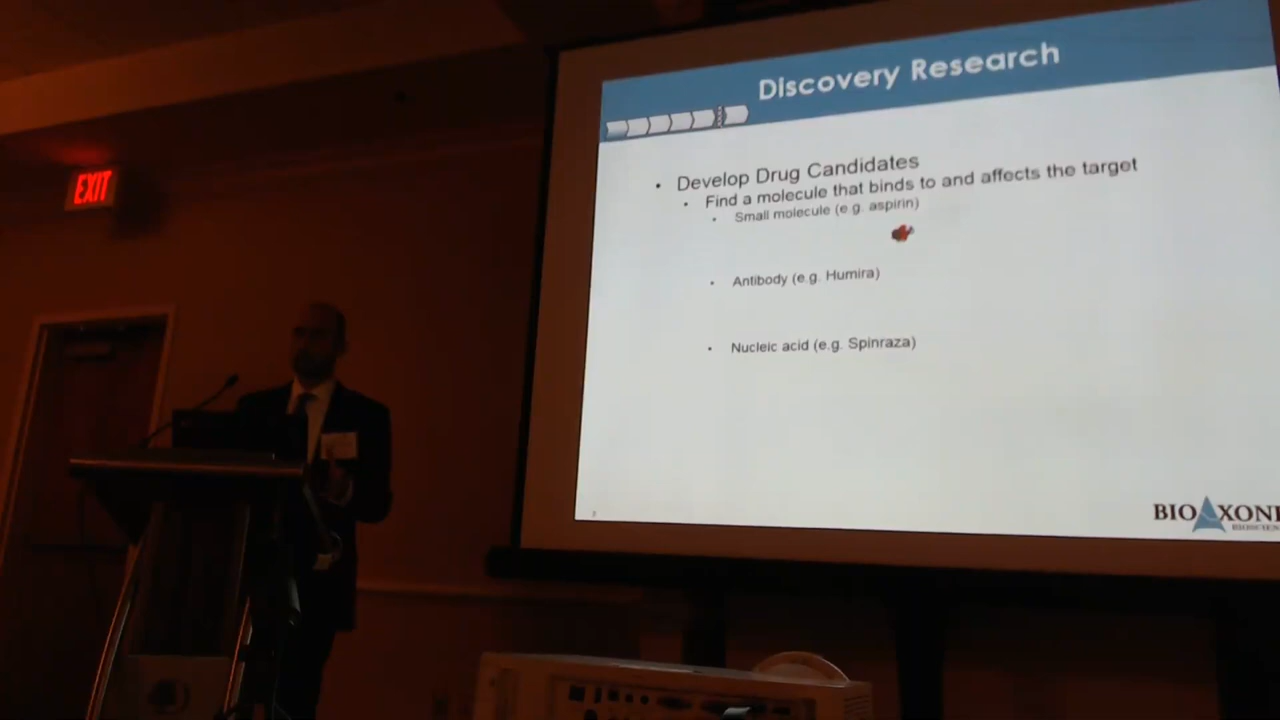 Discovery Research
EXIT
• Develop Drug Candidates
• Find a molecule that binds to and affects the target
• Small molecule (e.g. aspirin)
• Antibody (e.g. Humira)
• Nucleic acid (e.g. Spinraza)
BIOAXON